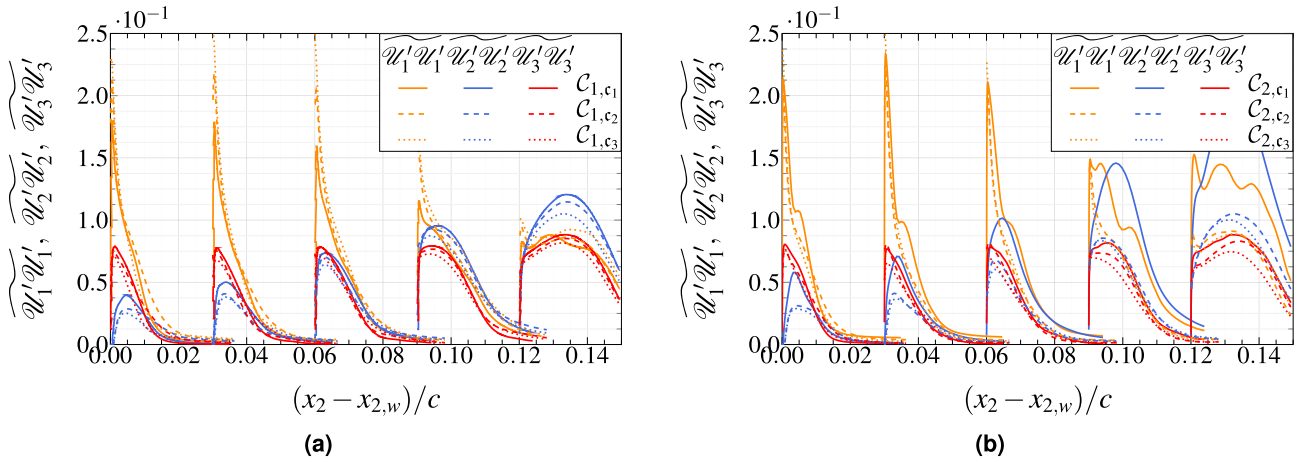 ·10⁻¹
2.5
2.0
1.5
1.0
0.5
0.0
0.00 0.02 0.04 0.06 0.08 0.10 0.12 0.14
𝒰′₁𝒰′₁, 𝒰′₂𝒰′₂, 𝒰′₃𝒰′₃
𝒰′₁𝒰′₁ 𝒰′₂𝒰′₂ 𝒰′₃𝒰′₃
𝒞₁,𝔠₁
𝒞₁,𝔠₂
𝒞₁,𝔠₃
(x₂ − x₂,w)/c
(a)
·10⁻¹
2.5
2.0
1.5
1.0
0.5
0.0
0.00 0.02 0.04 0.06 0.08 0.10 0.12 0.14
𝒰′₁𝒰′₁, 𝒰′₂𝒰′₂, 𝒰′₃𝒰′₃
𝒰′₁𝒰′₁ 𝒰′₂𝒰′₂ 𝒰′₃𝒰′₃
𝒞₂,𝔠₁
𝒞₂,𝔠₂
𝒞₂,𝔠₃
(x₂ − x₂,w)/c
(b)